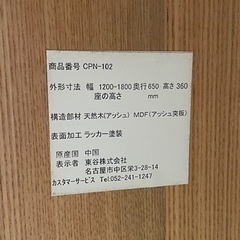 商品番号 CPN-102
外形寸法 幅 1200-1800 奥行 650 高さ 360
座の高さ mm
構造部材 天然木(アッシュ) MDF(アッシュ突板)
表面加工 ラッカー塗装
原産国 中国
表示者 東谷株式会社
名古屋市中区栄3-28-14
カスタマーサービス Tel:052-241-1247